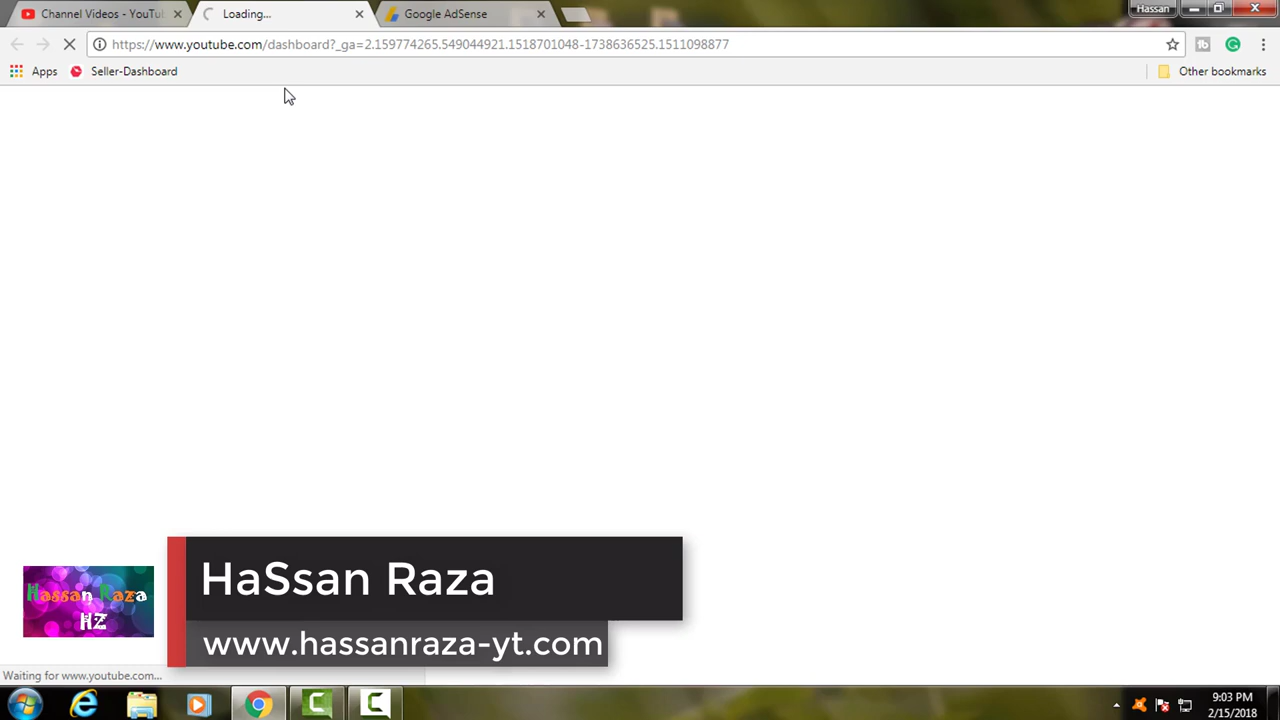 Channel Videos - YouTu
Loading...
Google AdSense
Hassan
https://www.youtube.com/dashboard?_ga=2.159774265.549044921.1518701048-1738636525.1511098877
Apps
Seller-Dashboard
Other bookmarks
HaSsan Raza
Hassan Raza
HZ
www.hassanraza-yt.com
Waiting for www.youtube.com...
9:03 PM
2/15/2018